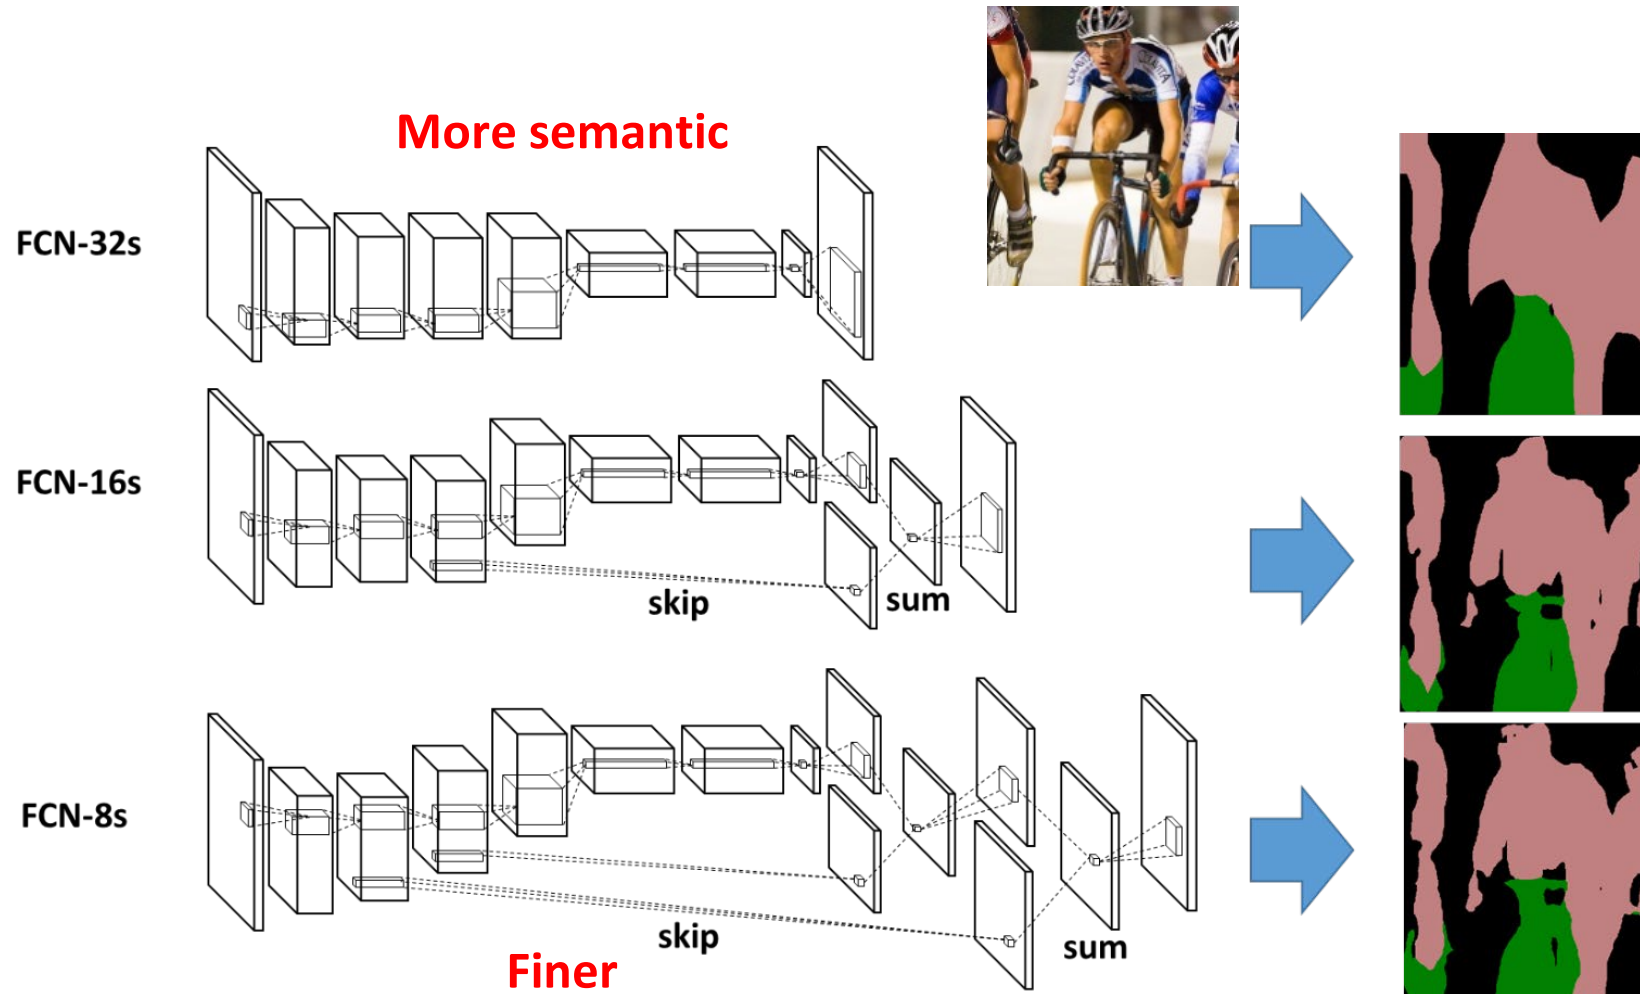 More semantic
FCN-32s
FCN-16s
skip
sum
FCN-8s
skip
sum
Finer